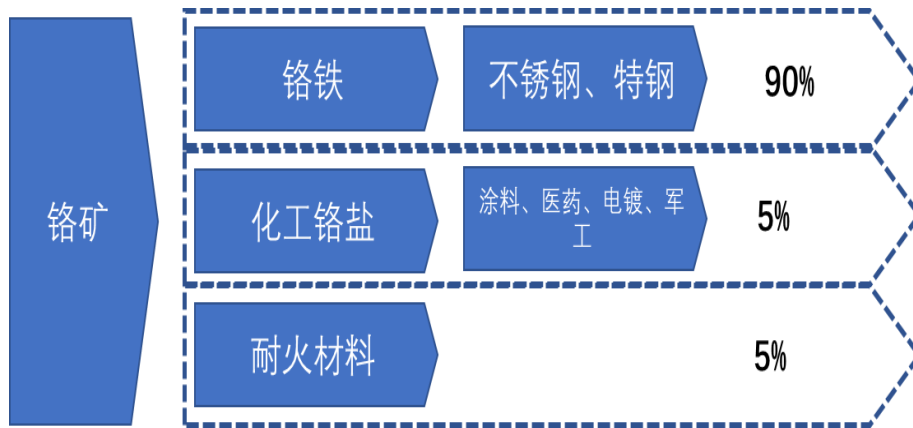 铬矿
铬铁
不锈钢、特钢
90%
化工铬盐
涂料、医药、电镀、军
工
5%
耐火材料
5%